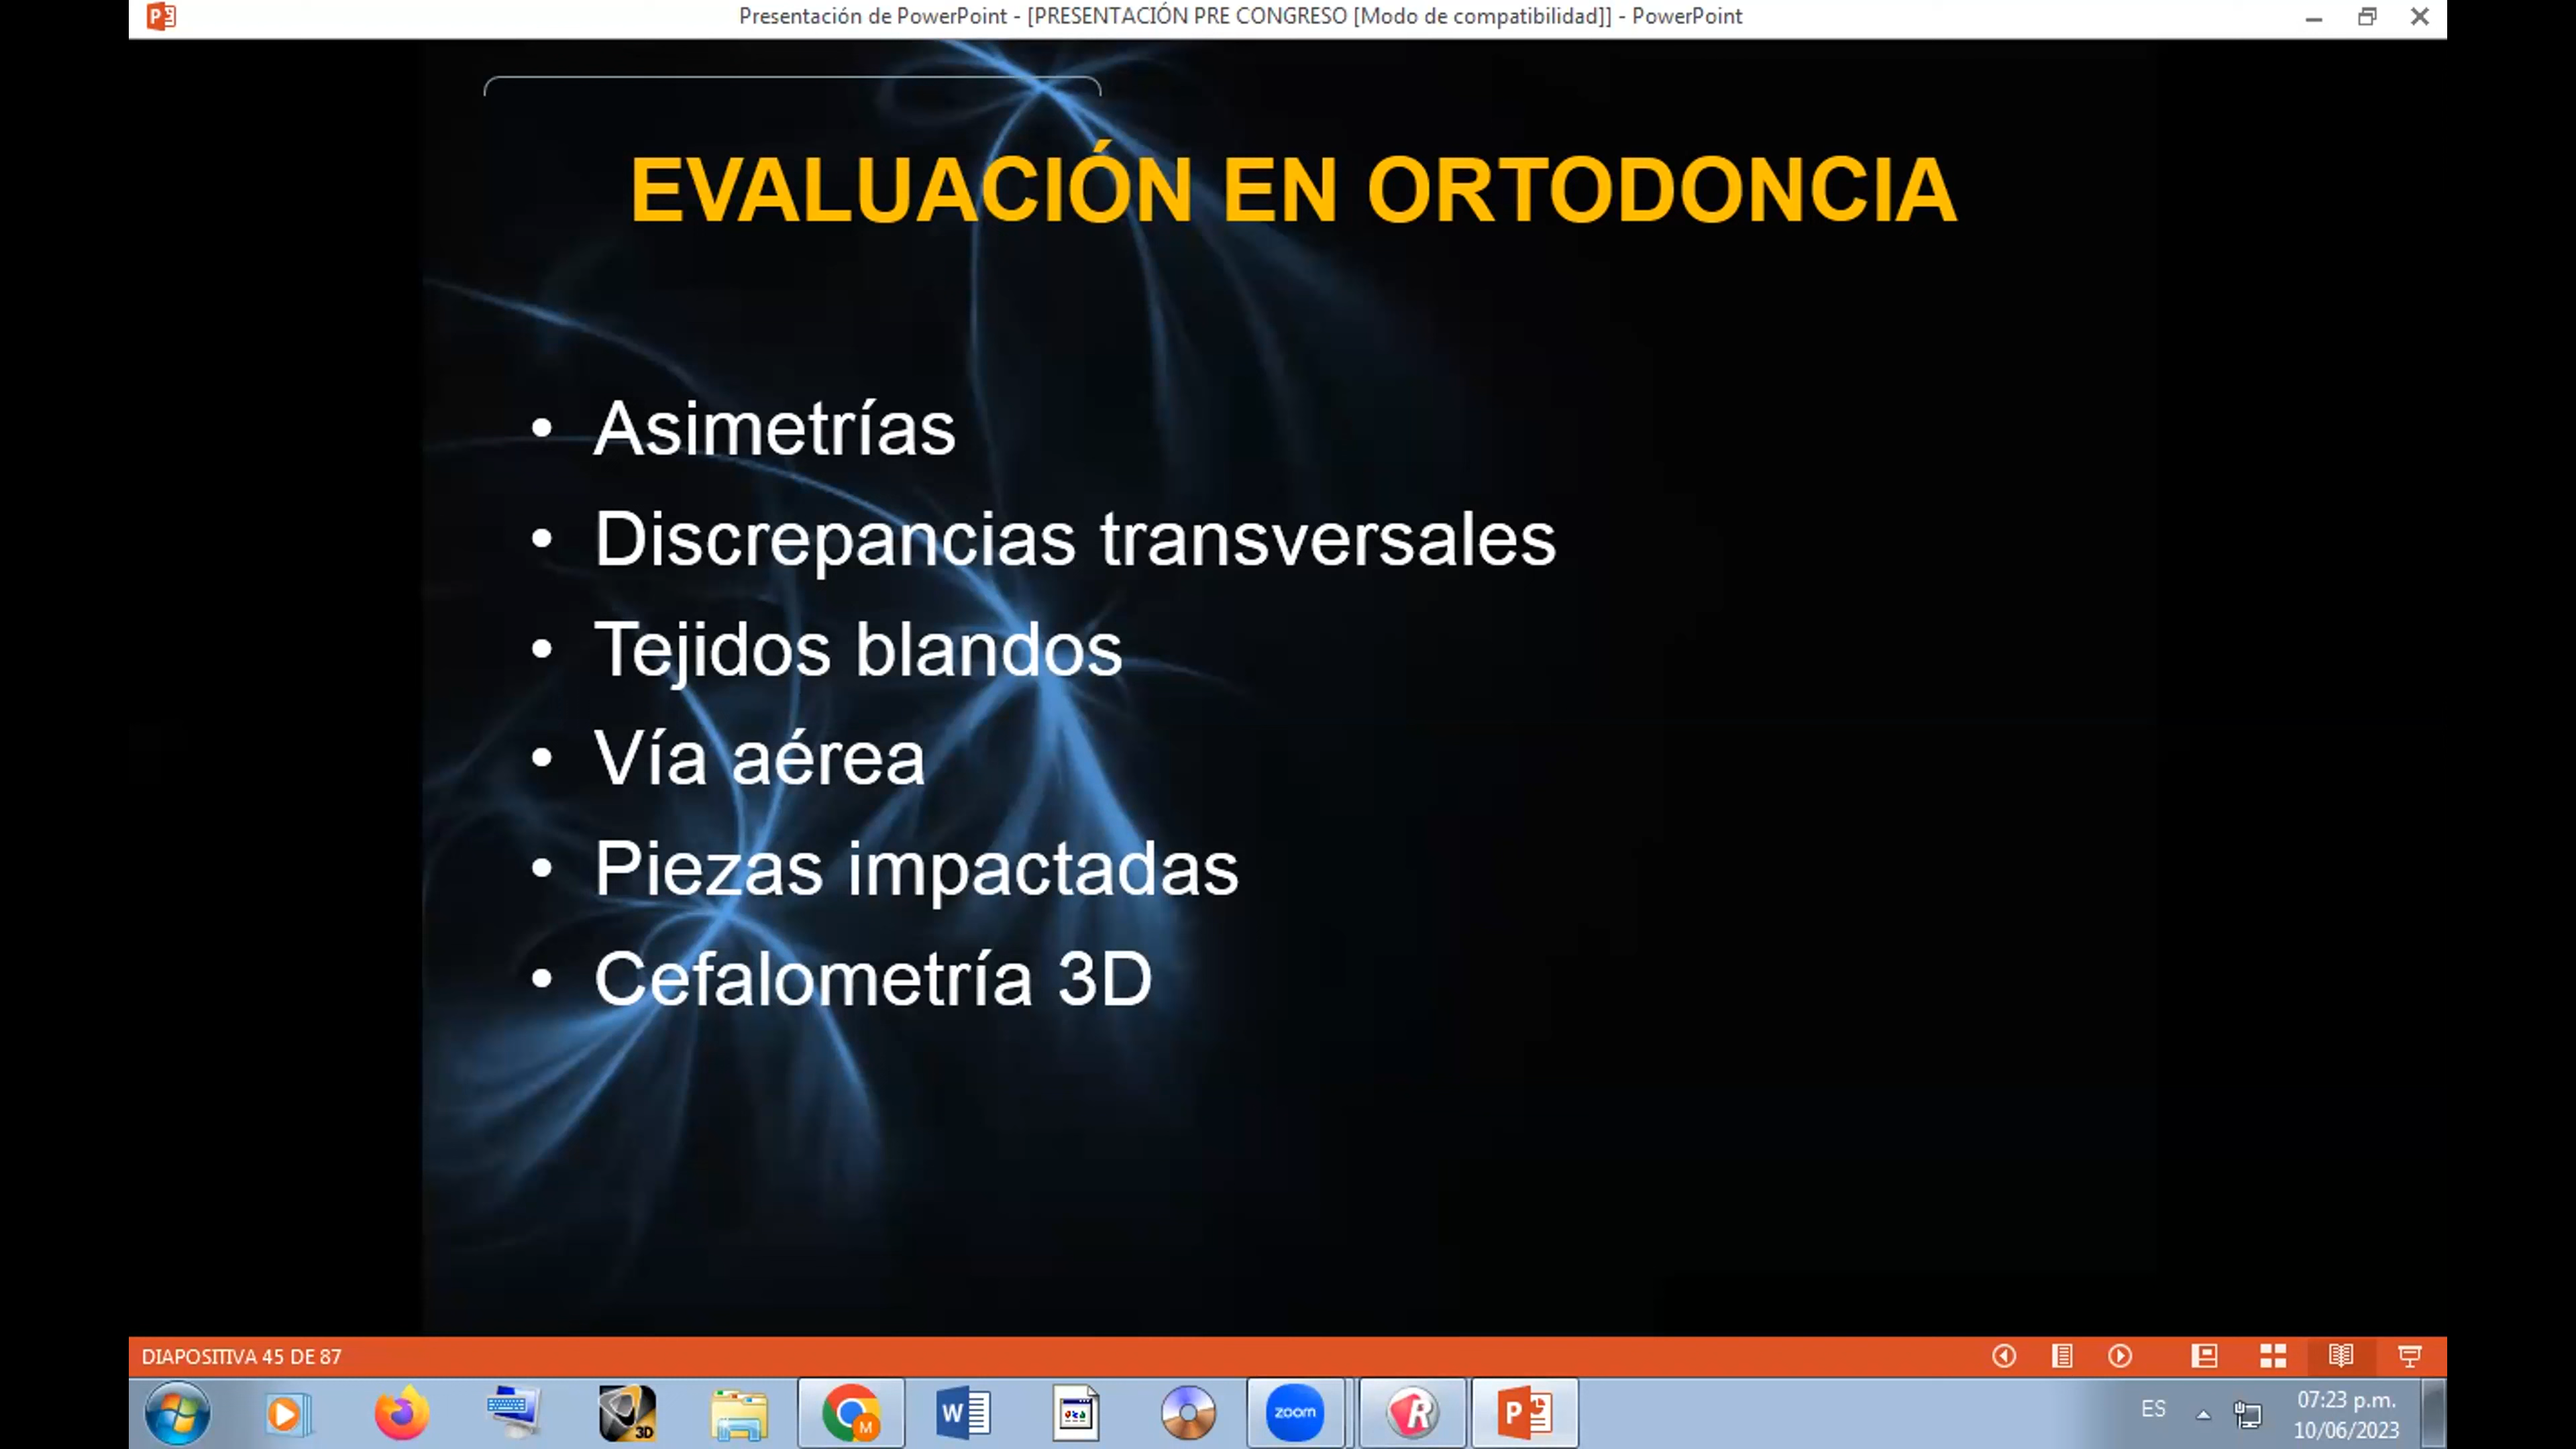 Presentación de PowerPoint - [PRESENTACIÓN PRE CONGRESO [Modo de compatibilidad]] - PowerPoint
EVALUACIÓN EN ORTODONCIA
• Asimetrías
• Discrepancias transversales
• Tejidos blandos
• Vía aérea
• Piezas impactadas
• Cefalometría 3D
DIAPOSITIVA 45 DE 87
3D
M
W
zoom
R
P
ES
07:23 p.m.
10/06/2023